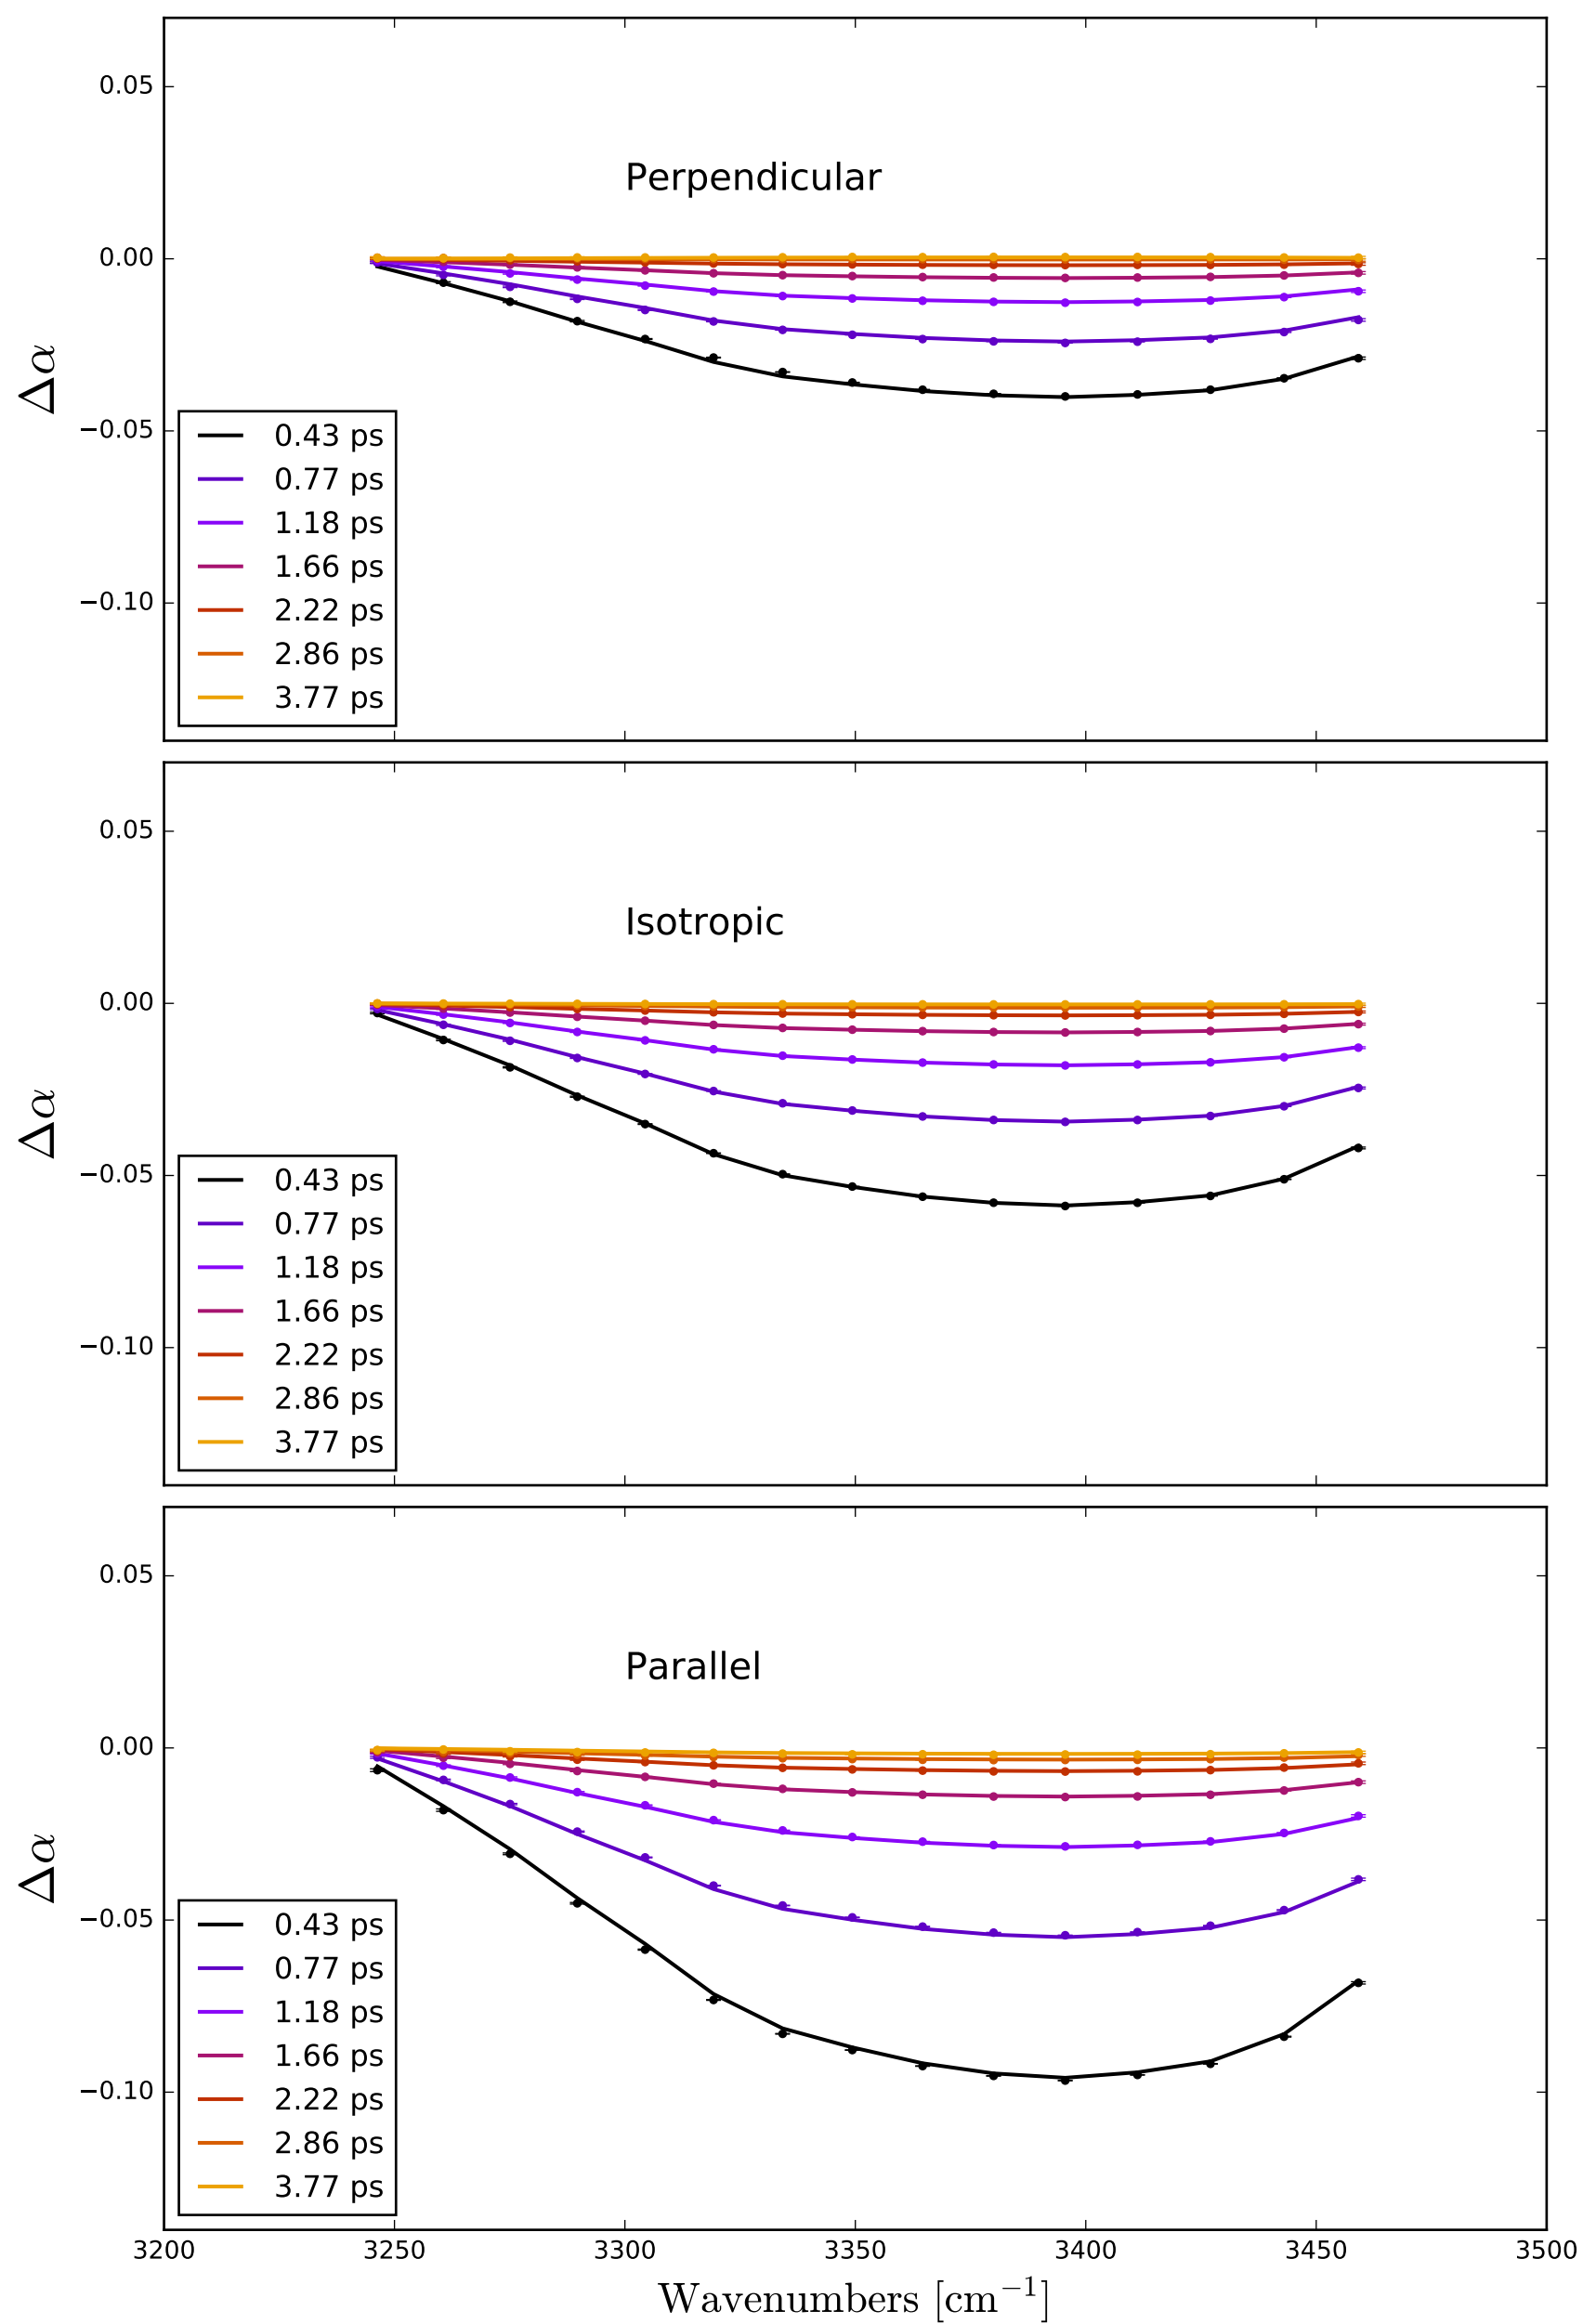 0.05
Perpendicular
0.00
Δα
−0.05
0.43 ps
0.77 ps
1.18 ps
1.66 ps
−0.10
2.22 ps
2.86 ps
3.77 ps
0.05
Isotropic
0.00
Δα
−0.05
0.43 ps
0.77 ps
1.18 ps
1.66 ps
−0.10
2.22 ps
2.86 ps
3.77 ps
0.05
Parallel
0.00
Δα
−0.05
0.43 ps
0.77 ps
1.18 ps
1.66 ps
−0.10
2.22 ps
2.86 ps
3.77 ps
3200 3250 3300 3350 3400 3450 3500
Wavenumbers [cm⁻¹]